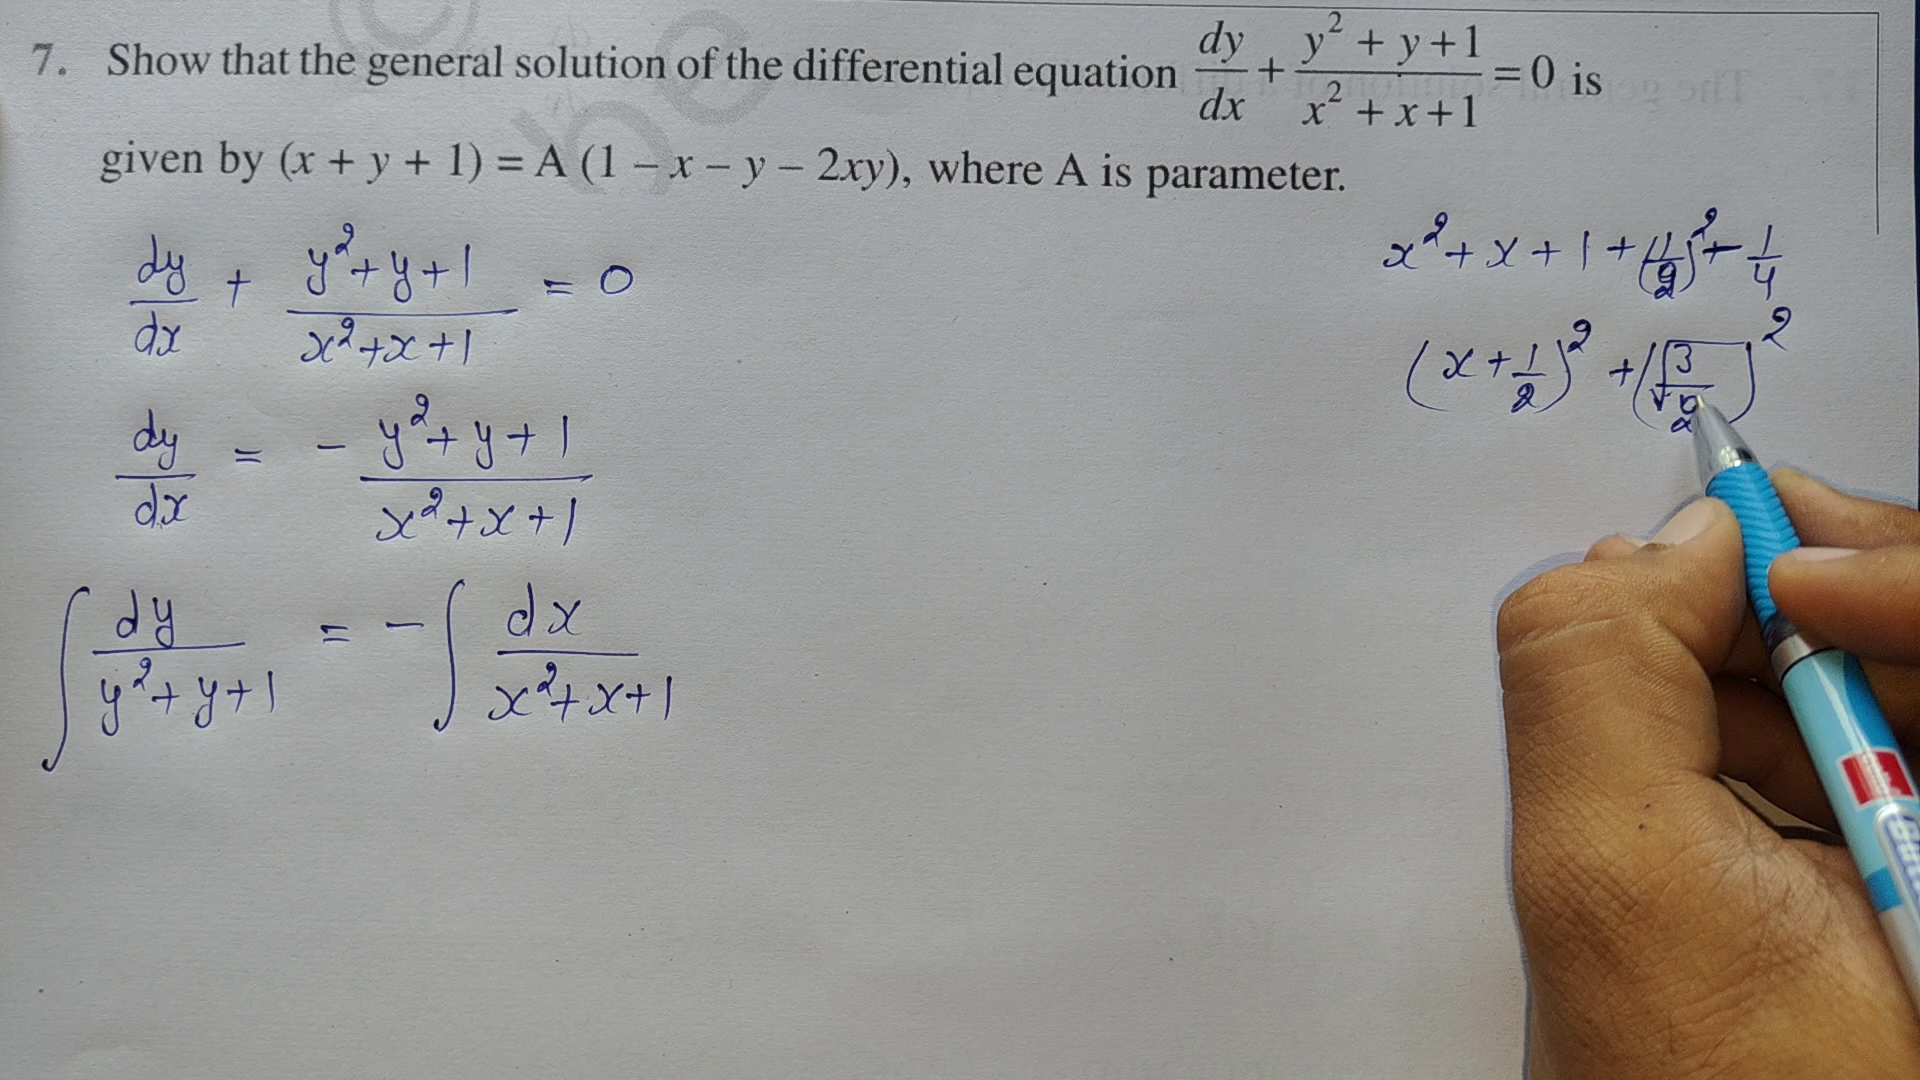 7. Show that the general solution of the differential equation dy/dx + (y² + y + 1)/(x² + x + 1) = 0 is
given by (x + y + 1) = A (1 – x – y – 2xy), where A is parameter.
dy/dx + (y² + y + 1)/(x² + x + 1) = 0
dy/dx = - (y² + y + 1)/(x² + x + 1)
∫ dy/(y² + y + 1) = - ∫ dx/(x² + x + 1)
x² + x + 1 + (1/2)² - 1/4
(x + 1/2)² + (√3/2)²